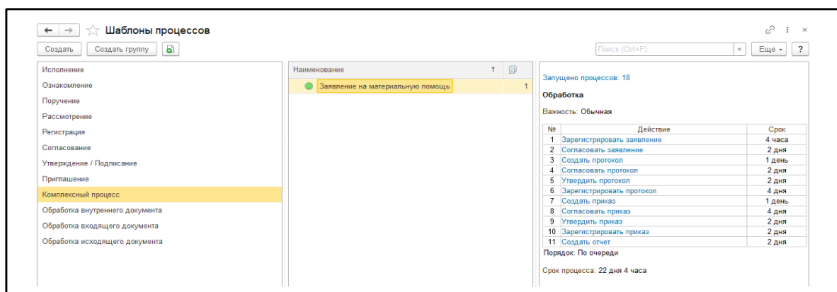 Шаблоны процессов
Создать Создать группу Поиск (Ctrl+F) × Еще ?
Исполнение
Ознакомление
Поручение
Рассмотрение
Регистрация
Согласование
Утверждение / Подписание
Приглашение
Комплексный процесс
Обработка внутреннего документа
Обработка входящего документа
Обработка исходящего документа
Наименование
Заявление на материальную помощь 1
Запущено процессов: 18
Обработка
Важность: Обычная
№ Действие Срок
1 Зарегистрировать заявление 4 часа
2 Согласовать заявление 2 дня
3 Создать протокол 1 день
4 Согласовать протокол 2 дня
5 Утвердить протокол 2 дня
6 Зарегистрировать протокол 4 дня
7 Создать приказ 1 день
8 Согласовать приказ 4 дня
9 Утвердить приказ 2 дня
10 Зарегистрировать приказ 2 дня
11 Создать отчет 2 дня
Порядок: По очереди
Срок процесса: 22 дня 4 часа